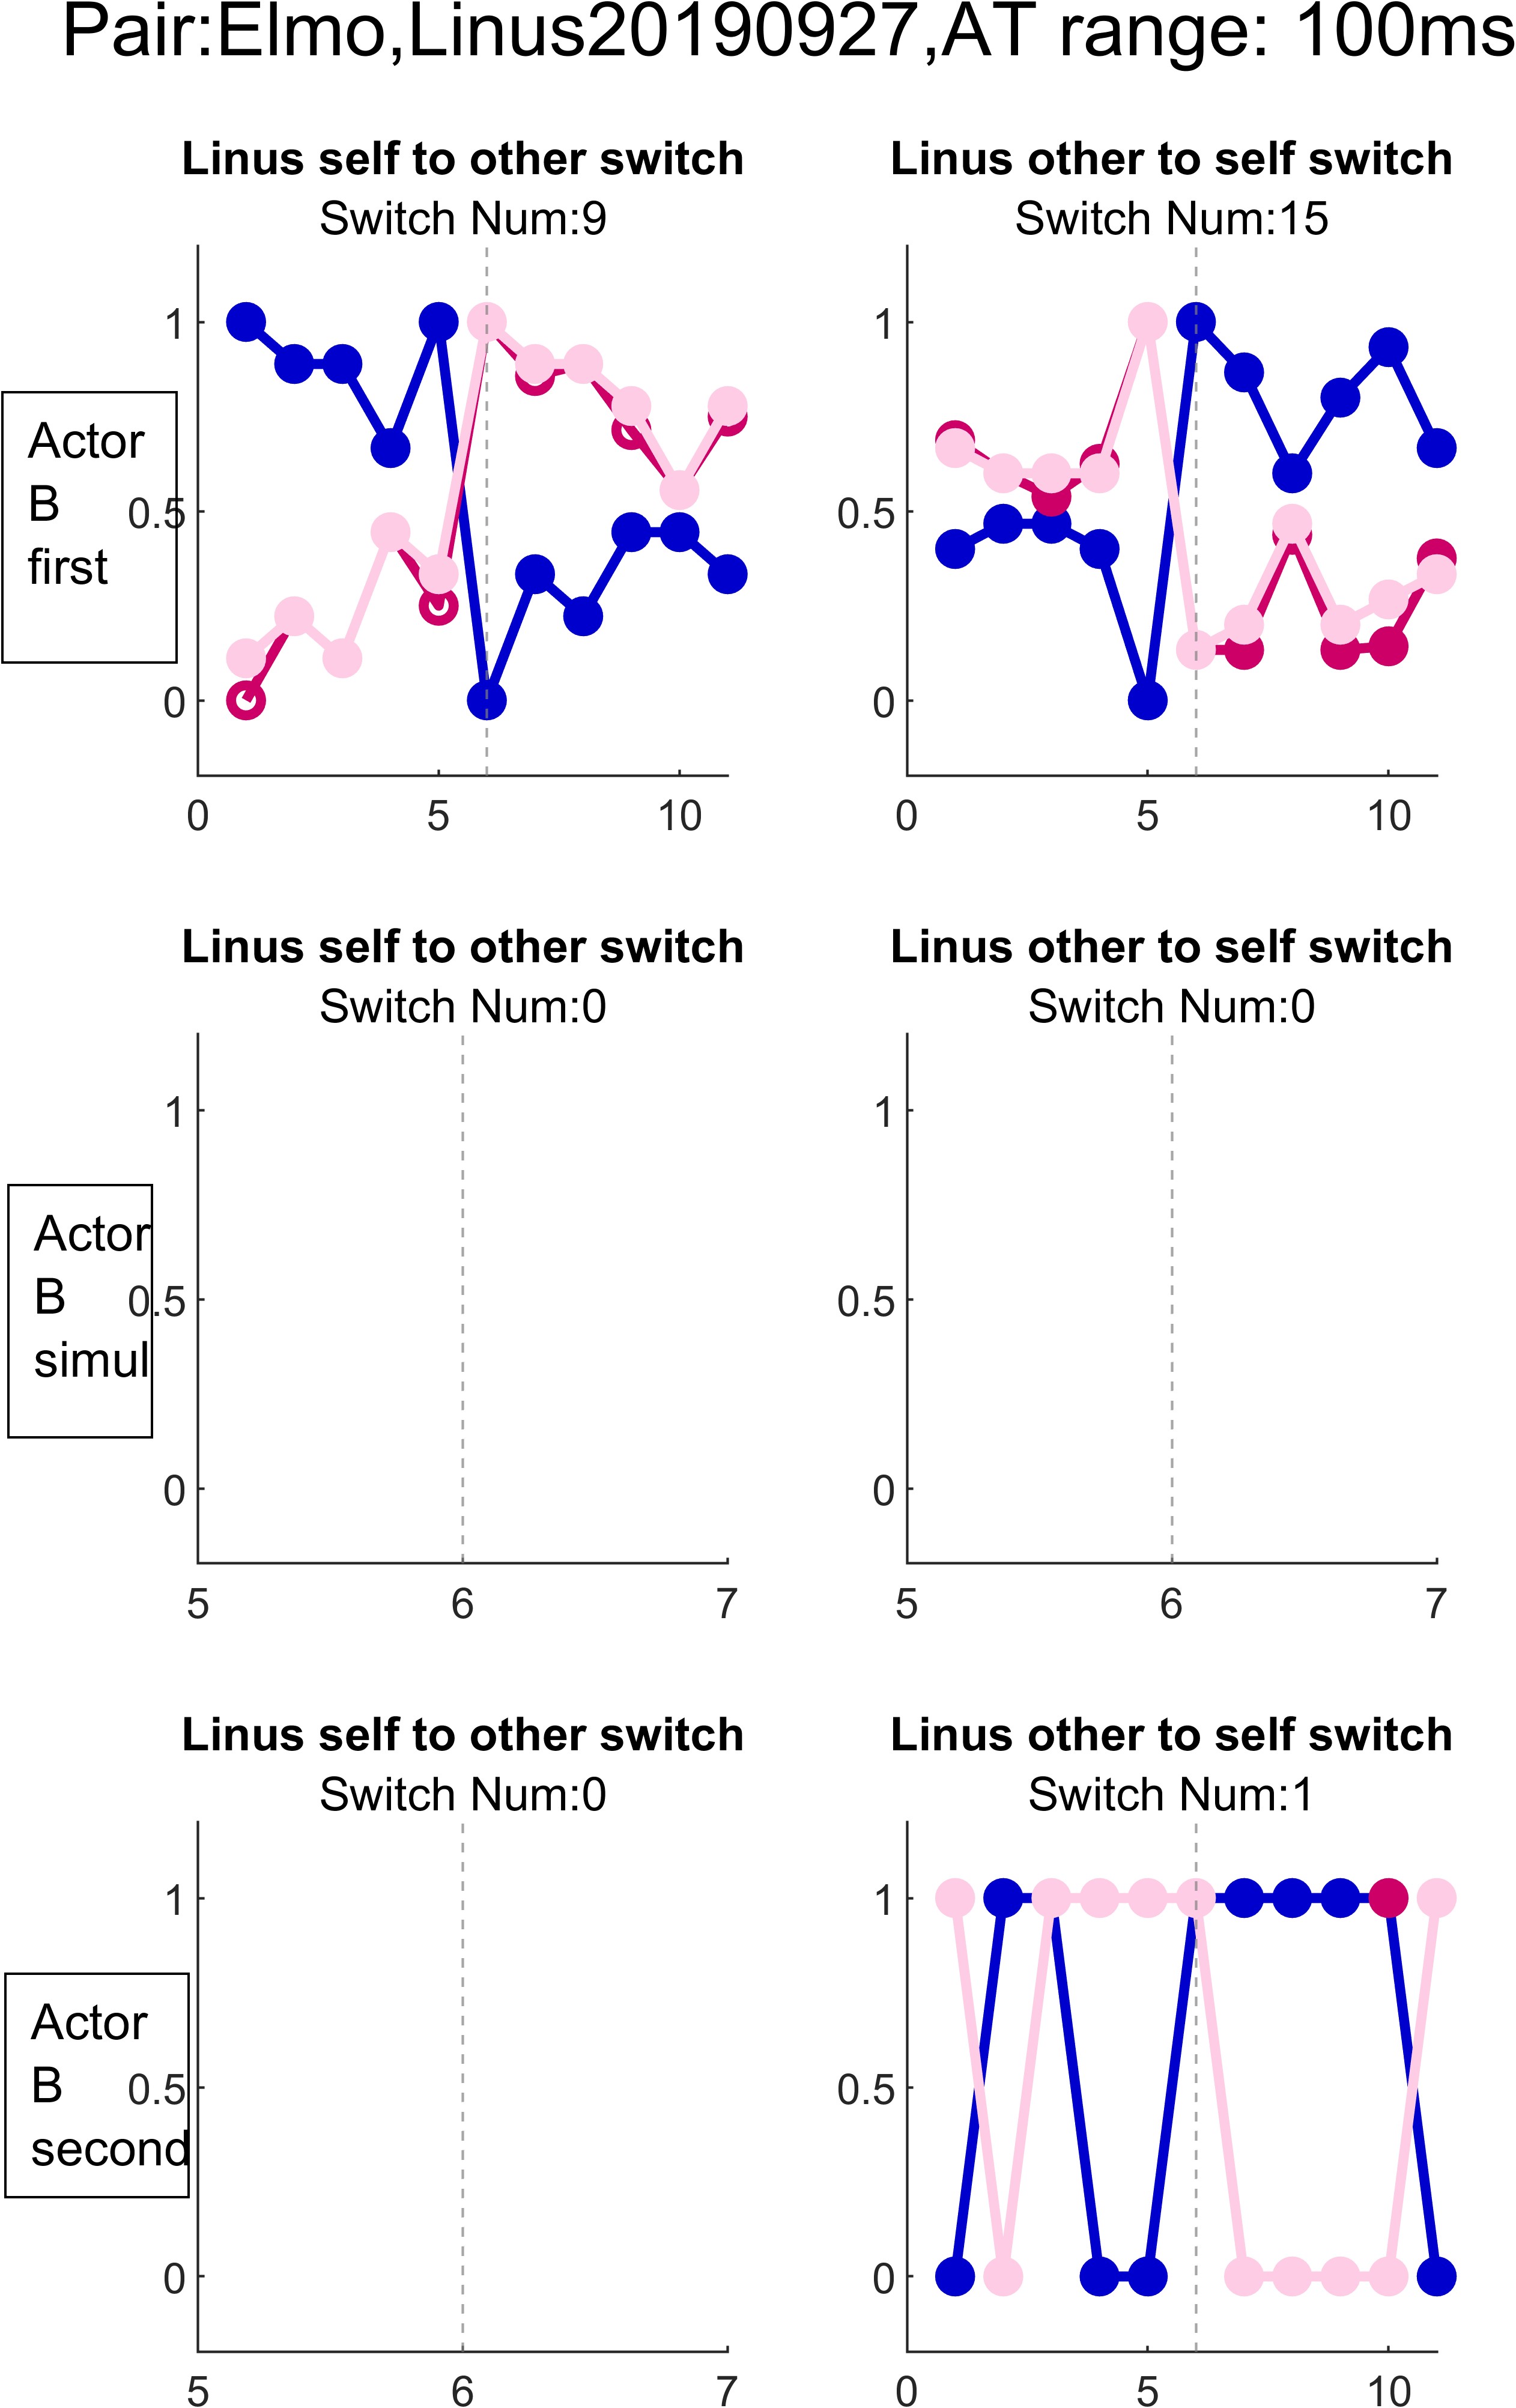 Pair:Elmo,Linus20190927,AT range: 100ms
Linus self to other switch
Switch Num:9
Linus other to self switch
Switch Num:15
Actor
B
first
1
0.5
0
0
5
10
1
0.5
0
0
5
10
Linus self to other switch
Switch Num:0
Linus other to self switch
Switch Num:0
Actor
B
simul
1
0.5
0
5
6
7
1
0.5
0
5
6
7
Linus self to other switch
Switch Num:0
Linus other to self switch
Switch Num:1
Actor
B
second
1
0.5
0
5
6
7
1
0.5
0
0
5
10